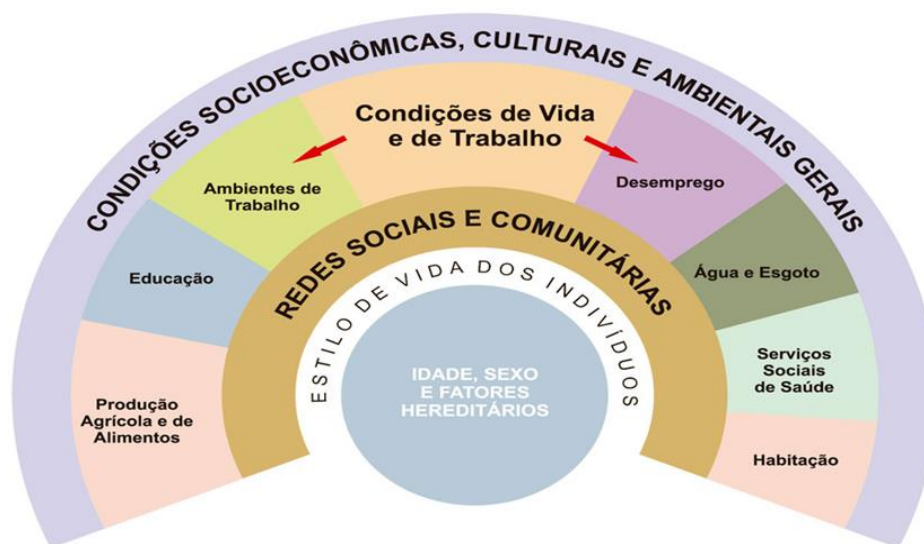 CONDIÇÕES SOCIOECONÔMICAS, CULTURAIS E AMBIENTAIS GERAIS
Condições de Vida
e de Trabalho
Ambientes de
Trabalho
Desemprego
Educação
Água e Esgoto
Produção
Agrícola e de
Alimentos
Serviços
Sociais
de Saúde
Habitação
REDES SOCIAIS E COMUNITÁRIAS
ESTILO DE VIDA DOS INDIVÍDUOS
IDADE, SEXO
E FATORES
HEREDITÁRIOS